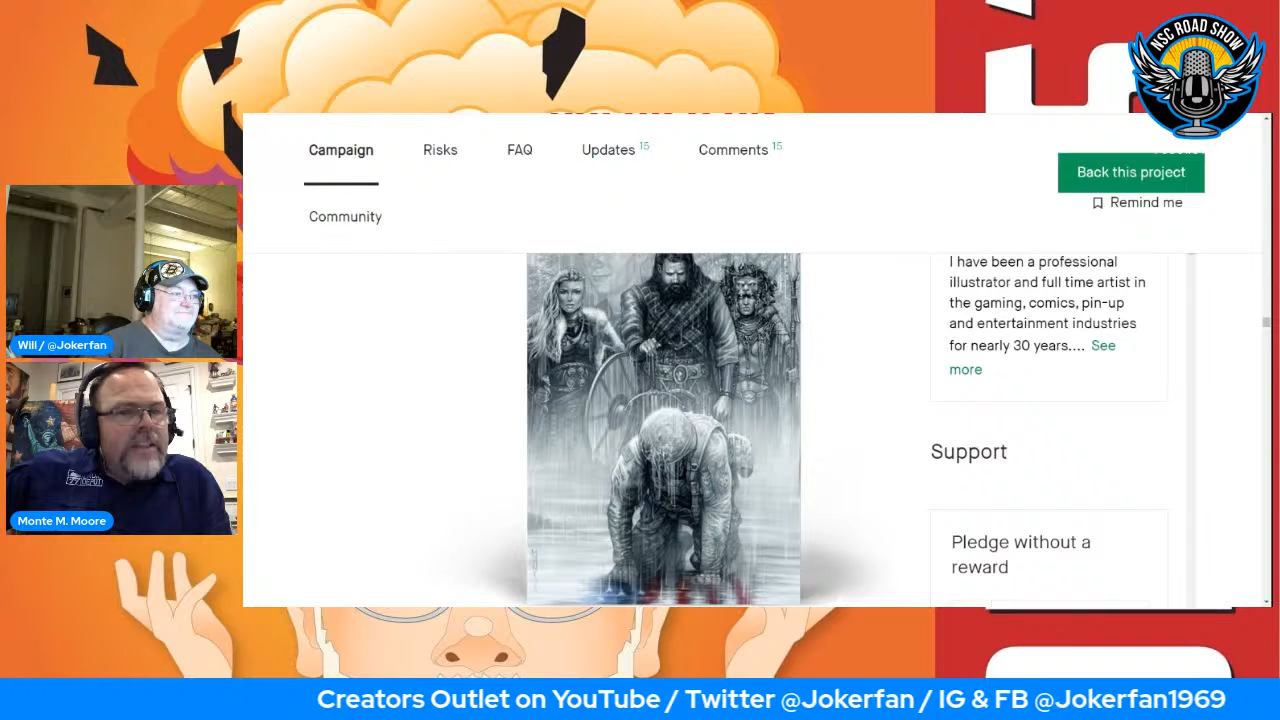 NSC ROAD SHOW
Campaign
Risks
FAQ
Updates 15
Comments 15
Back this project
Remind me
Community
I have been a professional
illustrator and full time artist in
the gaming, comics, pin-up
and entertainment industries
for nearly 30 years.... See
more
Support
Pledge without a
reward
Will / @Jokerfan
Monte M. Moore
Creators Outlet on YouTube / Twitter @Jokerfan / IG & FB @Jokerfan1969